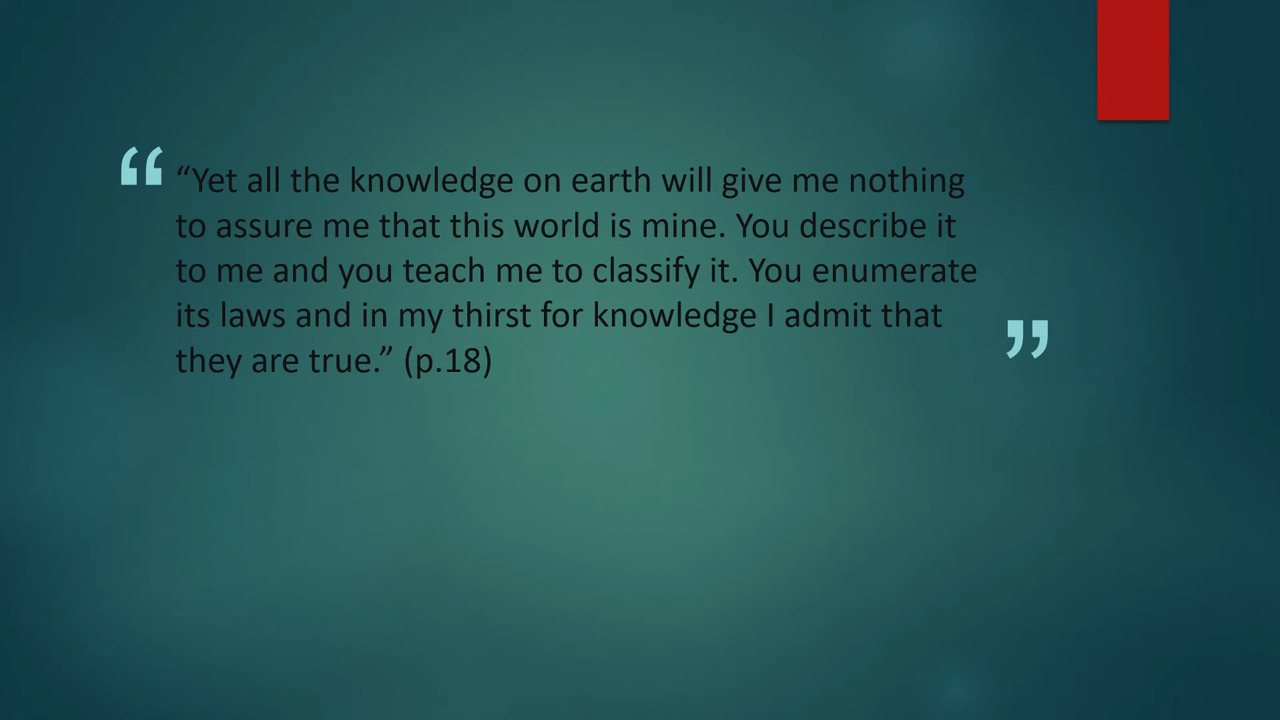 “Yet all the knowledge on earth will give me nothing
to assure me that this world is mine. You describe it
to me and you teach me to classify it. You enumerate
its laws and in my thirst for knowledge I admit that
they are true.” (p.18)